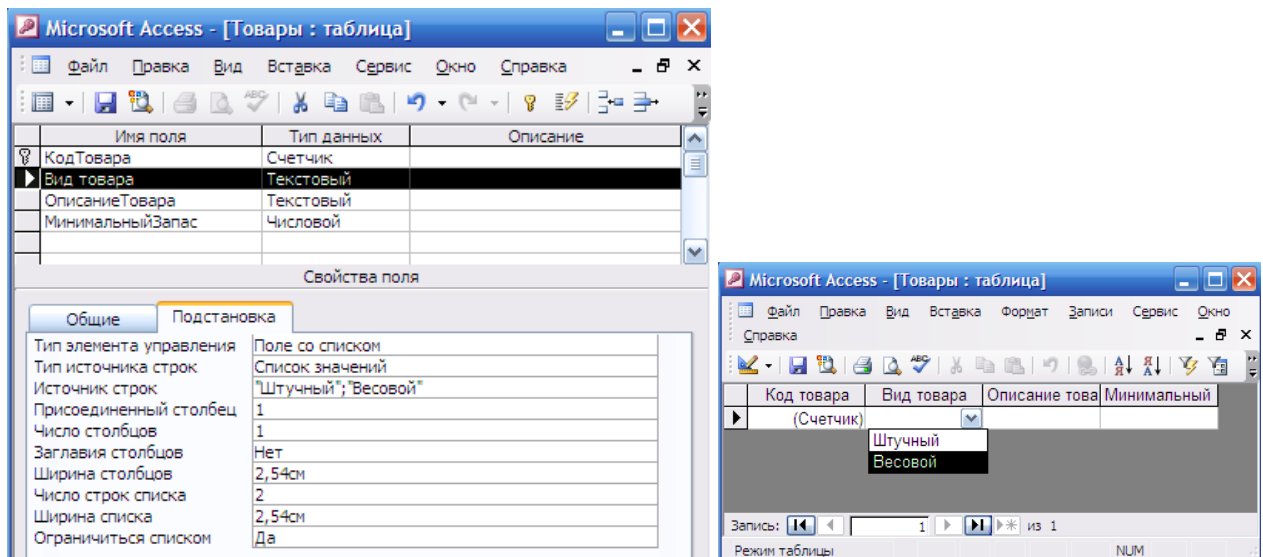 Microsoft Access - [Товары : таблица]
Файл Правка Вид Вставка Сервис Окно Справка
Имя поля Тип данных Описание
КодТовара Счетчик
Вид товара Текстовый
ОписаниеТовара Текстовый
МинимальныйЗапас Числовой
Свойства поля
Общие Подстановка
Тип элемента управления Поле со списком
Тип источника строк Список значений
Источник строк "Штучный";"Весовой"
Присоединенный столбец 1
Число столбцов 1
Заглавия столбцов Нет
Ширина столбцов 2,54см
Число строк списка 2
Ширина списка 2,54см
Ограничиться списком Да
Microsoft Access - [Товары : таблица]
Файл Правка Вид Вставка Формат Записи Сервис Окно
Справка
Код товара Вид товара Описание това Минимальный
(Счетчик)
Штучный
Весовой
Запись: 1 из 1
Режим таблицы NUM